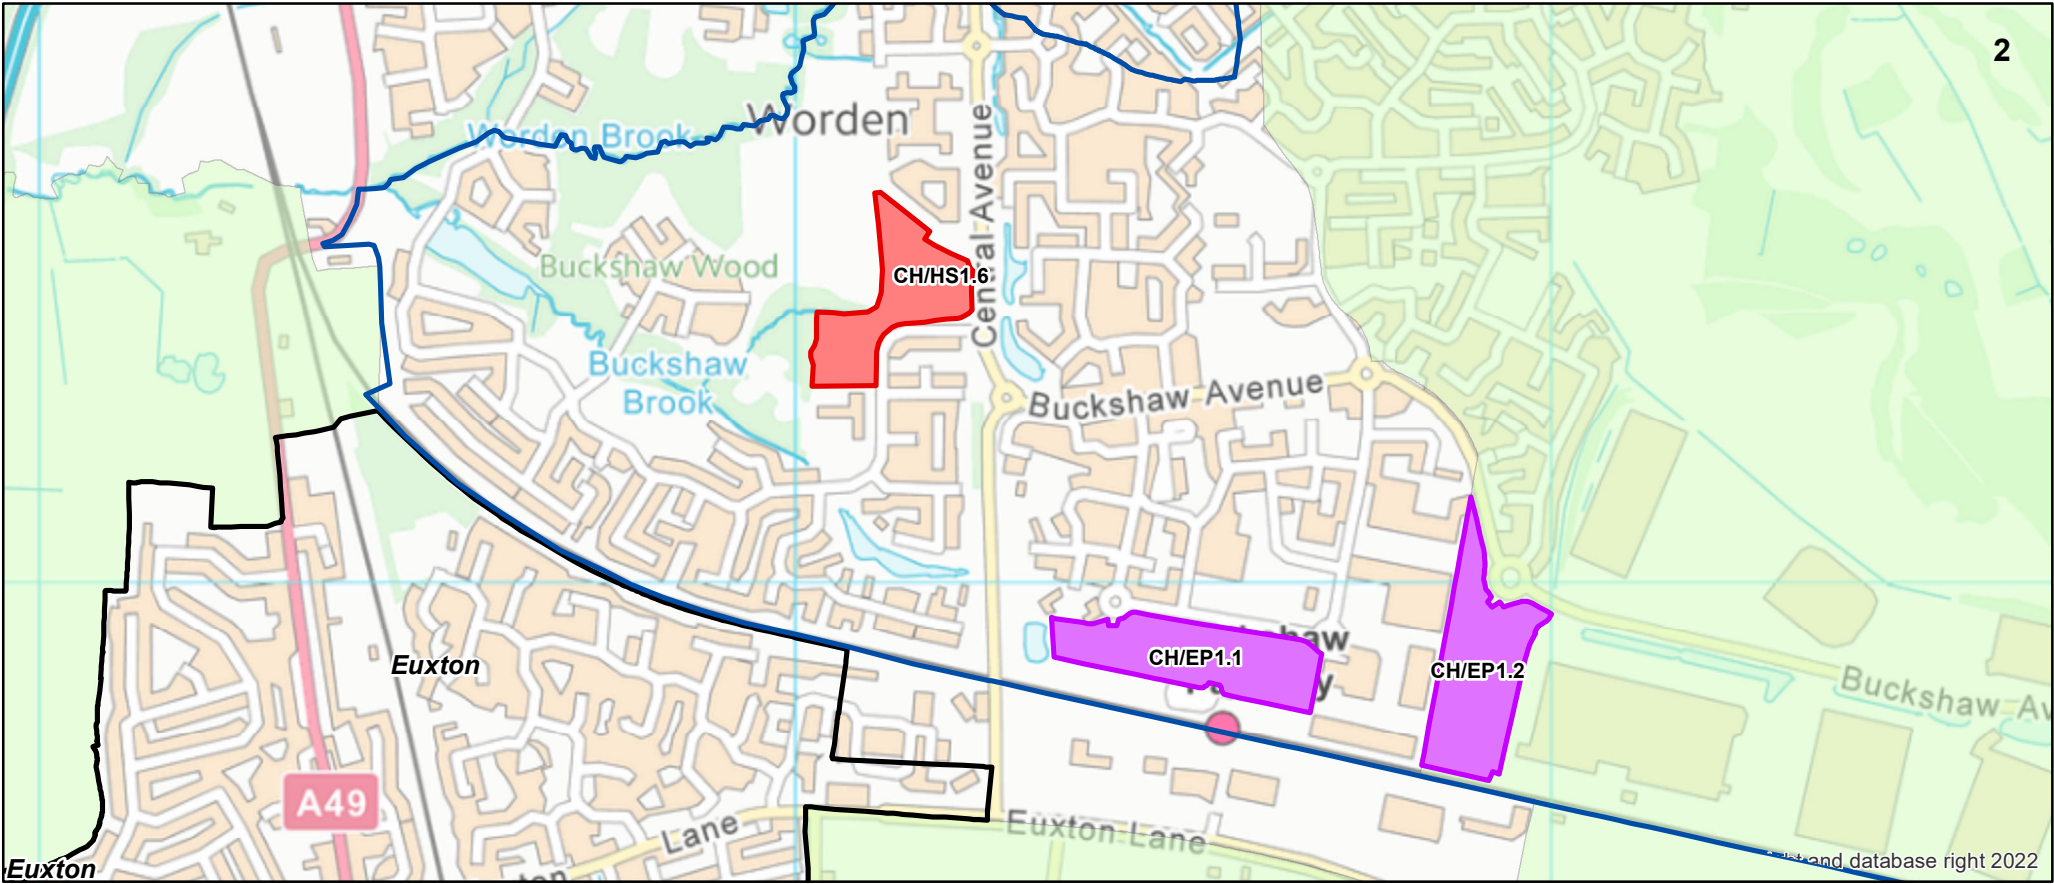 2
Worden
Worden Brook
Central Avenue
Buckshaw Wood
CH/HS1.6
Buckshaw
Brook
Buckshaw Avenue
CH/EP1.1
CH/EP1.2
Euxton
Buckshaw Av
A49
Lane
Euxton Lane
Euxton
and database right 2022